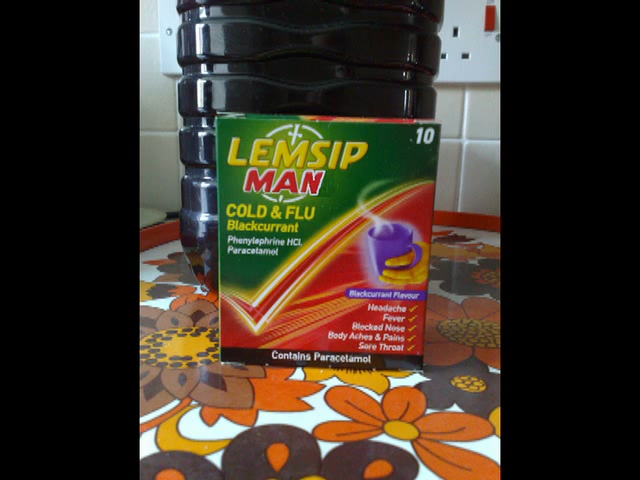 10
LEMSIP
MAN
COLD & FLU
Blackcurrant
Phenylephrine HCl,
Paracetamol
Blackcurrant Flavour
Headache ✓
Fever ✓
Blocked Nose ✓
Body Aches & Pains ✓
Sore Throat ✓
Contains Paracetamol